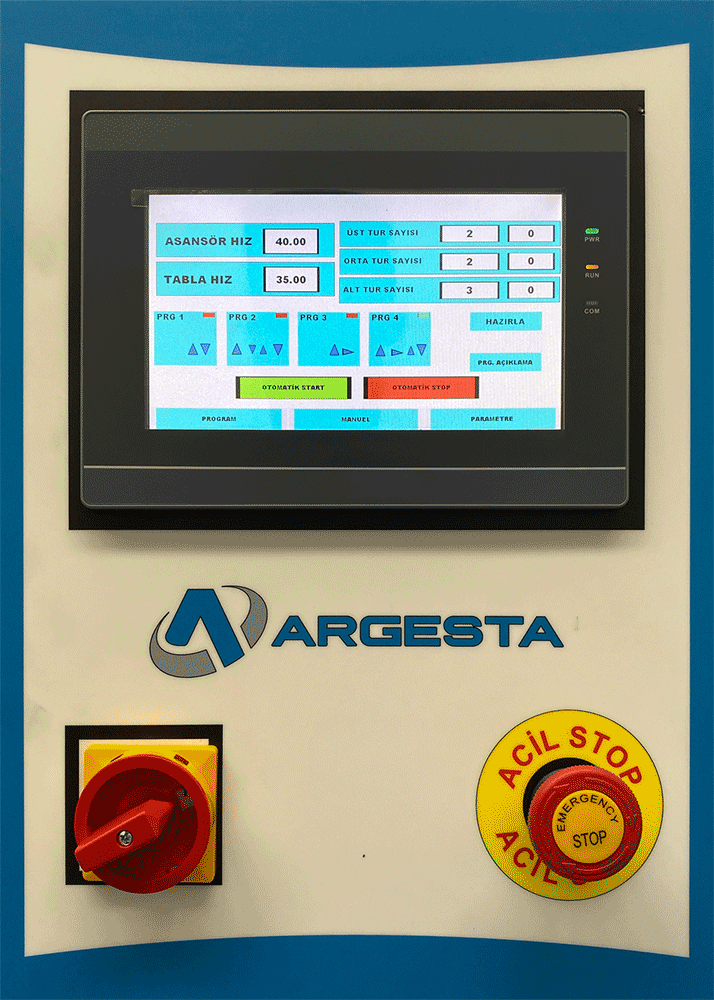 ASANSÖR HIZ 40.00
TABLA HIZ 35.00
ÜST TUR SAYISI 2 0
ORTA TUR SAYISI 2 0
ALT TUR SAYISI 3 0
PWR
RUN
COM
PRG 1 PRG 2 PRG 3 PRG 4
HAZIRLA
PRG. AÇIKLAMA
OTOMATİK START OTOMATİK STOP
PROGRAM MANUEL PARAMETRE
ARGESTA
ACİL STOP
EMERGENCY
STOP
ACİL S